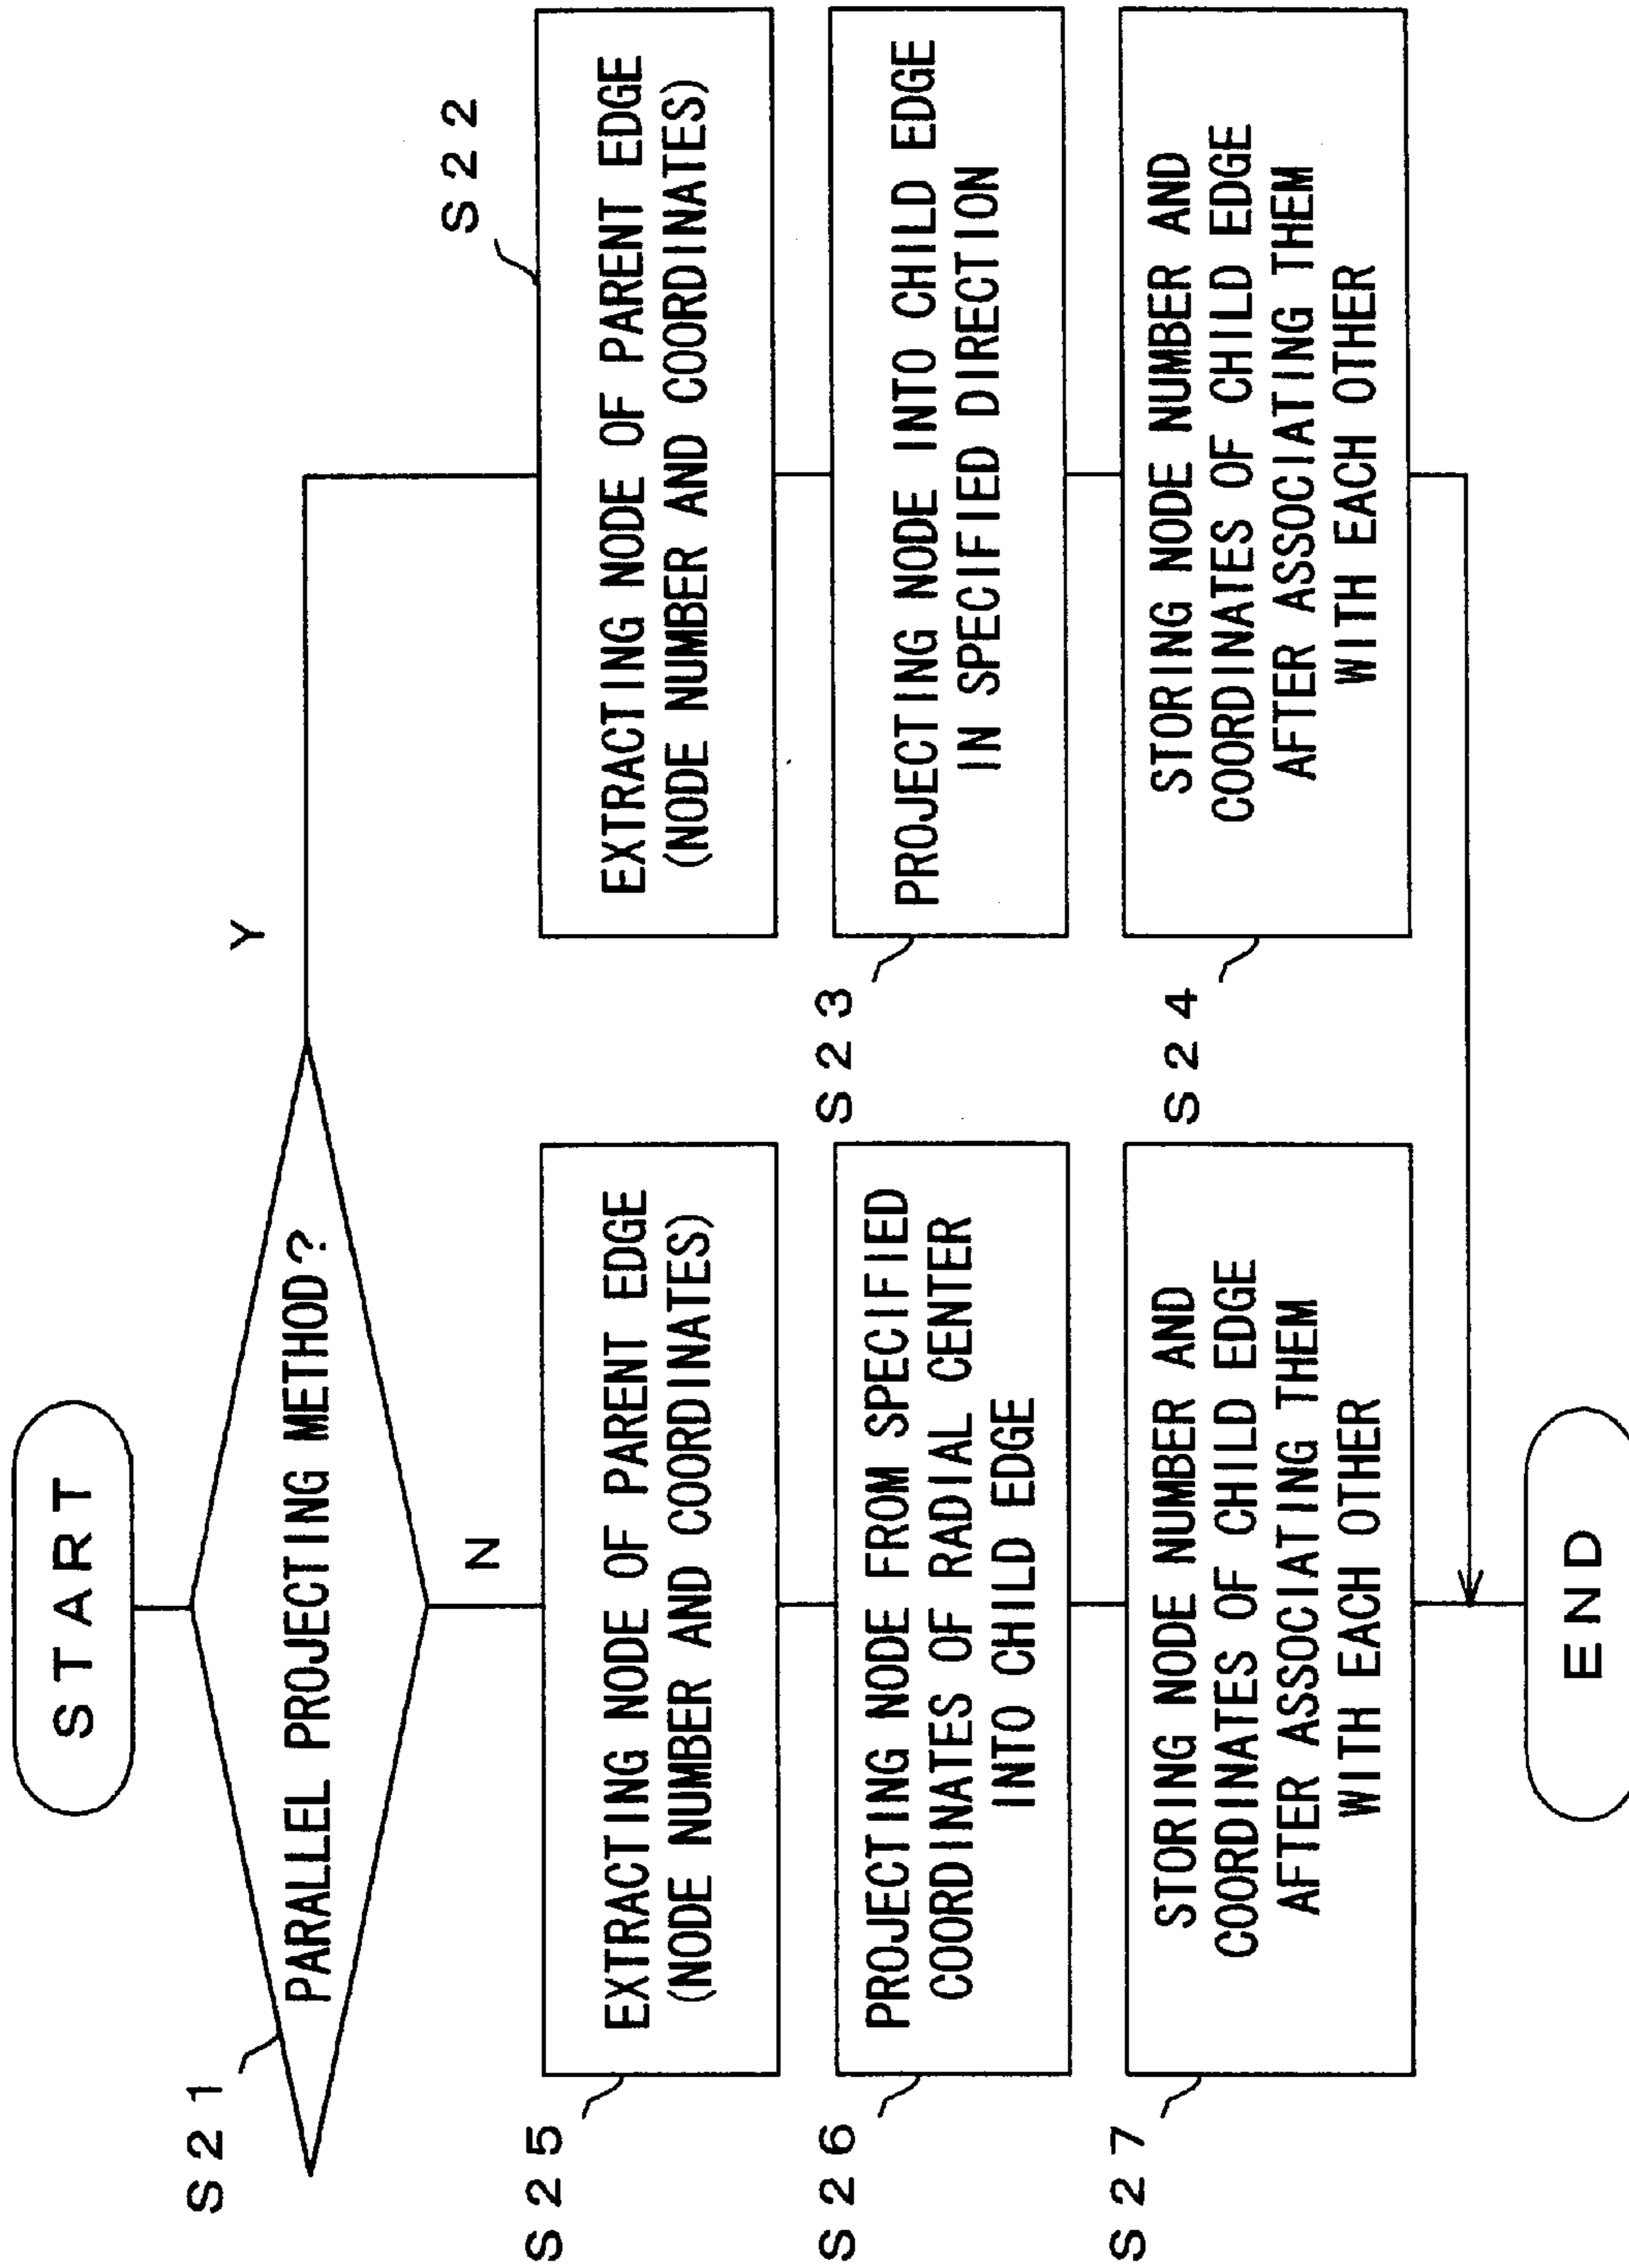 START
S21
PARALLEL PROJECTING METHOD?
Y
N
S22
EXTRACTING NODE OF PARENT EDGE
(NODE NUMBER AND COORDINATES)
S23
PROJECTING NODE INTO CHILD EDGE
IN SPECIFIED DIRECTION
S24
STORING NODE NUMBER AND
COORDINATES OF CHILD EDGE
AFTER ASSOCIATING THEM
WITH EACH OTHER
S25
EXTRACTING NODE OF PARENT EDGE
(NODE NUMBER AND COORDINATES)
S26
PROJECTING NODE FROM SPECIFIED
COORDINATES OF RADIAL CENTER
INTO CHILD EDGE
S27
STORING NODE NUMBER AND
COORDINATES OF CHILD EDGE
AFTER ASSOCIATING THEM
WITH EACH OTHER
END